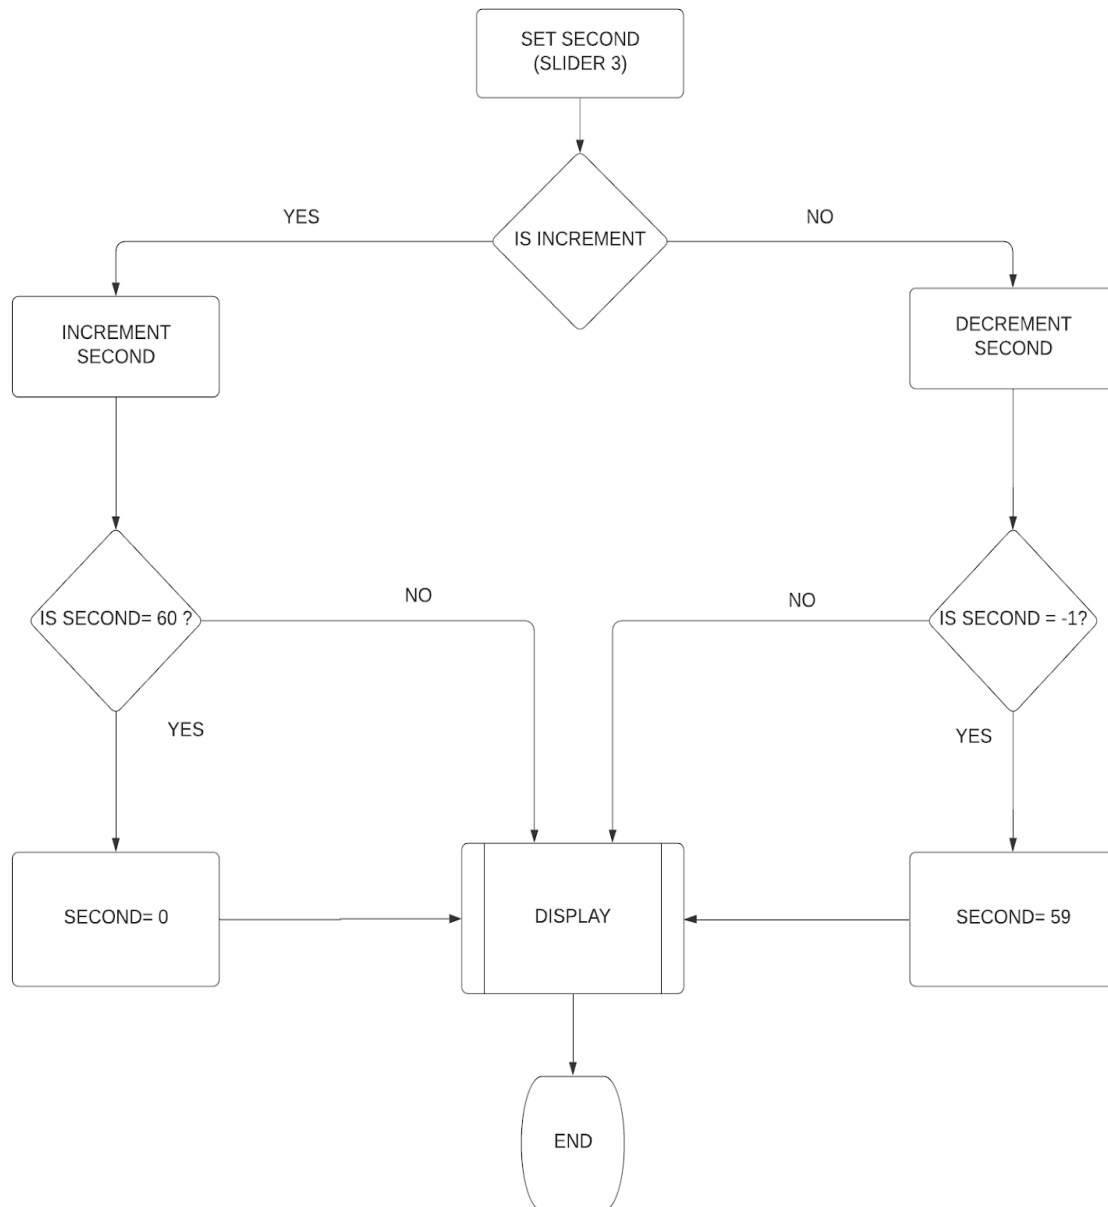 SET SECOND
(SLIDER 3)
YES
NO
IS INCREMENT
INCREMENT
SECOND
DECREMENT
SECOND
NO
NO
IS SECOND= 60 ?
IS SECOND = -1?
YES
YES
SECOND= 0
DISPLAY
SECOND= 59
END